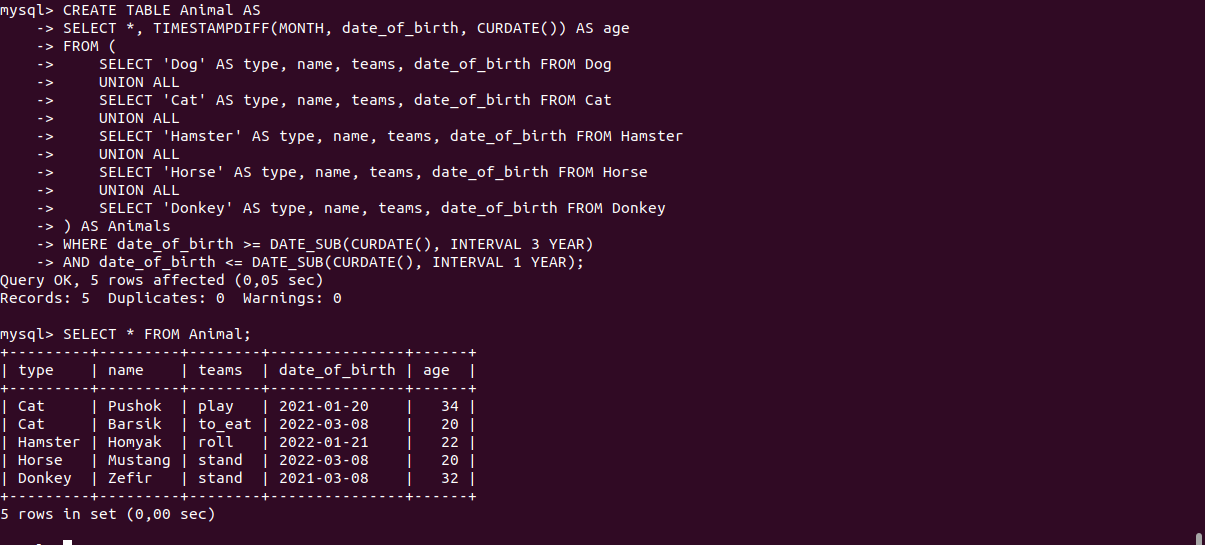 mysql> CREATE TABLE Animal AS
    -> SELECT *, TIMESTAMPDIFF(MONTH, date_of_birth, CURDATE()) AS age
    -> FROM (
    ->     SELECT 'Dog' AS type, name, teams, date_of_birth FROM Dog
    ->     UNION ALL
    ->     SELECT 'Cat' AS type, name, teams, date_of_birth FROM Cat
    ->     UNION ALL
    ->     SELECT 'Hamster' AS type, name, teams, date_of_birth FROM Hamster
    ->     UNION ALL
    ->     SELECT 'Horse' AS type, name, teams, date_of_birth FROM Horse
    ->     UNION ALL
    ->     SELECT 'Donkey' AS type, name, teams, date_of_birth FROM Donkey
    -> ) AS Animals
    -> WHERE date_of_birth >= DATE_SUB(CURDATE(), INTERVAL 3 YEAR)
    -> AND date_of_birth <= DATE_SUB(CURDATE(), INTERVAL 1 YEAR);
Query OK, 5 rows affected (0,05 sec)
Records: 5  Duplicates: 0  Warnings: 0

mysql> SELECT * FROM Animal;
+---------+---------+--------+---------------+------+
| type    | name    | teams  | date_of_birth | age  |
+---------+---------+--------+---------------+------+
| Cat     | Pushok  | play   | 2021-01-20    |   34 |
| Cat     | Barsik  | to_eat | 2022-03-08    |   20 |
| Hamster | Homyak  | roll   | 2022-01-21    |   22 |
| Horse   | Mustang | stand  | 2022-03-08    |   20 |
| Donkey  | Zefir   | stand  | 2021-03-08    |   32 |
+---------+---------+--------+---------------+------+
5 rows in set (0,00 sec)